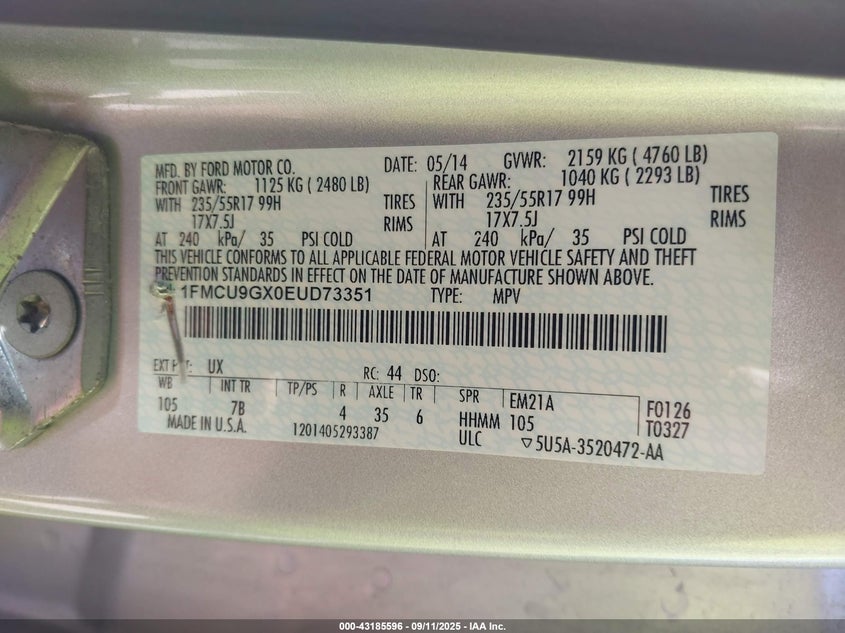 MFD. BY FORD MOTOR CO. DATE: 05/14 GVWR: 2159 KG ( 4760 LB)
FRONT GAWR: 1125 KG ( 2480 LB) REAR GAWR: 1040 KG ( 2293 LB)
WITH 235/55R17 99H TIRES WITH 235/55R17 99H TIRES
17X7.5J RIMS 17X7.5J RIMS
AT 240 kPa/ 35 PSI COLD AT 240 kPa/ 35 PSI COLD
THIS VEHICLE CONFORMS TO ALL APPLICABLE FEDERAL MOTOR VEHICLE SAFETY AND THEFT
PREVENTION STANDARDS IN EFFECT ON THE DATE OF MANUFACTURE SHOWN ABOVE.
1FMCU9GX0EUD73351 TYPE: MPV
EXT UX RC: 44 DSO:
WB INT TR TP/PS R AXLE TR SPR EM21A F0126
105 7B 4 35 6 HHMM 105 T0327
MADE IN U.S.A. 1201405293387 ULC 5U5A-3520472-AA
000-43185596 - 09/11/2025 - IAA Inc.